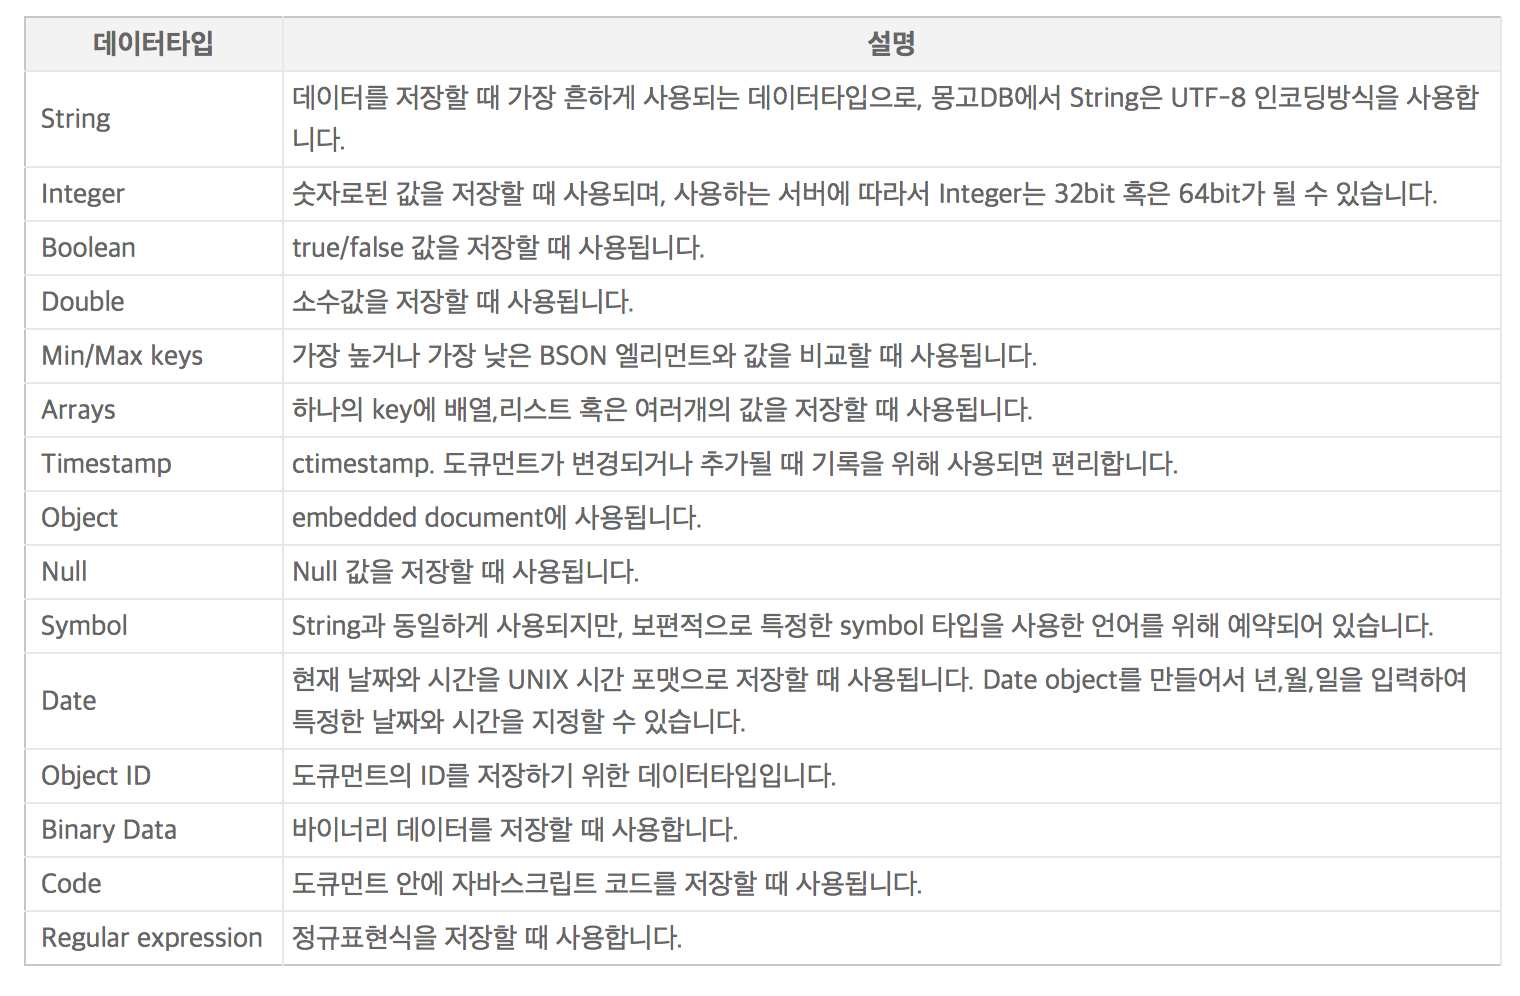 데이터타입 설명
String 데이터를 저장할 때 가장 흔하게 사용되는 데이터타입으로, 몽고DB에서 String은 UTF-8 인코딩방식을 사용합
니다.
Integer 숫자로된 값을 저장할 때 사용되며, 사용하는 서버에 따라서 Integer는 32bit 혹은 64bit가 될 수 있습니다.
Boolean true/false 값을 저장할 때 사용됩니다.
Double 소수값을 저장할 때 사용됩니다.
Min/Max keys 가장 높거나 가장 낮은 BSON 엘리먼트와 값을 비교할 때 사용됩니다.
Arrays 하나의 key에 배열,리스트 혹은 여러개의 값을 저장할 때 사용됩니다.
Timestamp ctimestamp. 도큐먼트가 변경되거나 추가될 때 기록을 위해 사용되면 편리합니다.
Object embedded document에 사용됩니다.
Null Null 값을 저장할 때 사용됩니다.
Symbol String과 동일하게 사용되지만, 보편적으로 특정한 symbol 타입을 사용한 언어를 위해 예약되어 있습니다.
Date 현재 날짜와 시간을 UNIX 시간 포맷으로 저장할 때 사용됩니다. Date object를 만들어서 년,월,일을 입력하여
특정한 날짜와 시간을 지정할 수 있습니다.
Object ID 도큐먼트의 ID를 저장하기 위한 데이터타입입니다.
Binary Data 바이너리 데이터를 저장할 때 사용합니다.
Code 도큐먼트 안에 자바스크립트 코드를 저장할 때 사용됩니다.
Regular expression 정규표현식을 저장할 때 사용합니다.